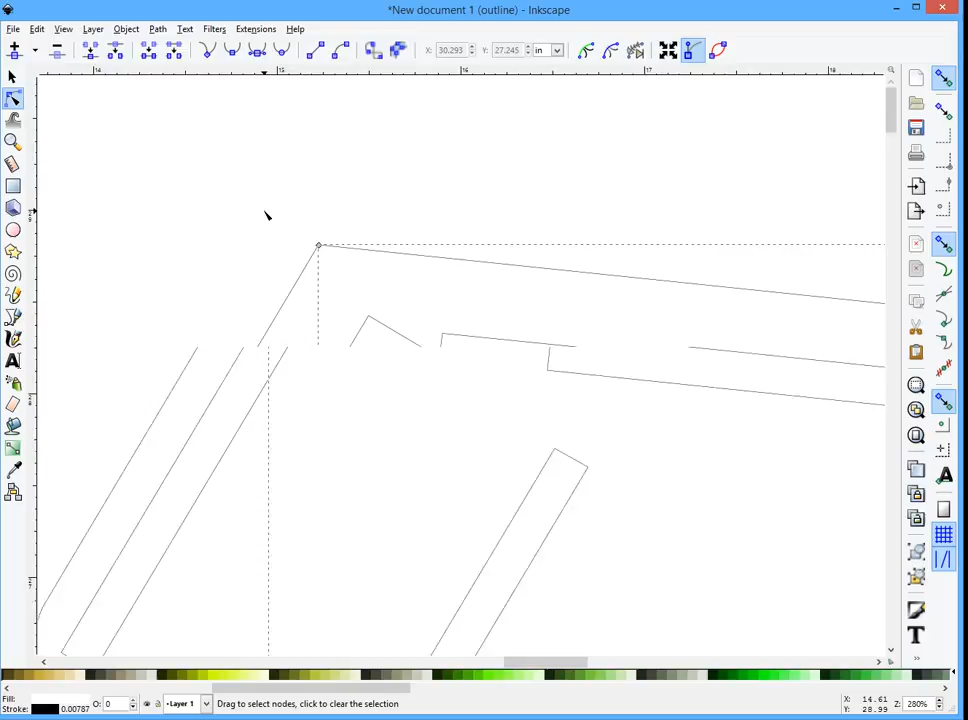 *New document 1 (outline) - Inkscape
File Edit View Layer Object Path Text Filters Extensions Help
X: 30.293 Y: 27.245 in
14 15 16 17 18
Fill:
Stroke: 0.00787 O: 0 •Layer 1 Drag to select nodes, click to clear the selection
X: 14.61
Y: 28.99
Z: 280%